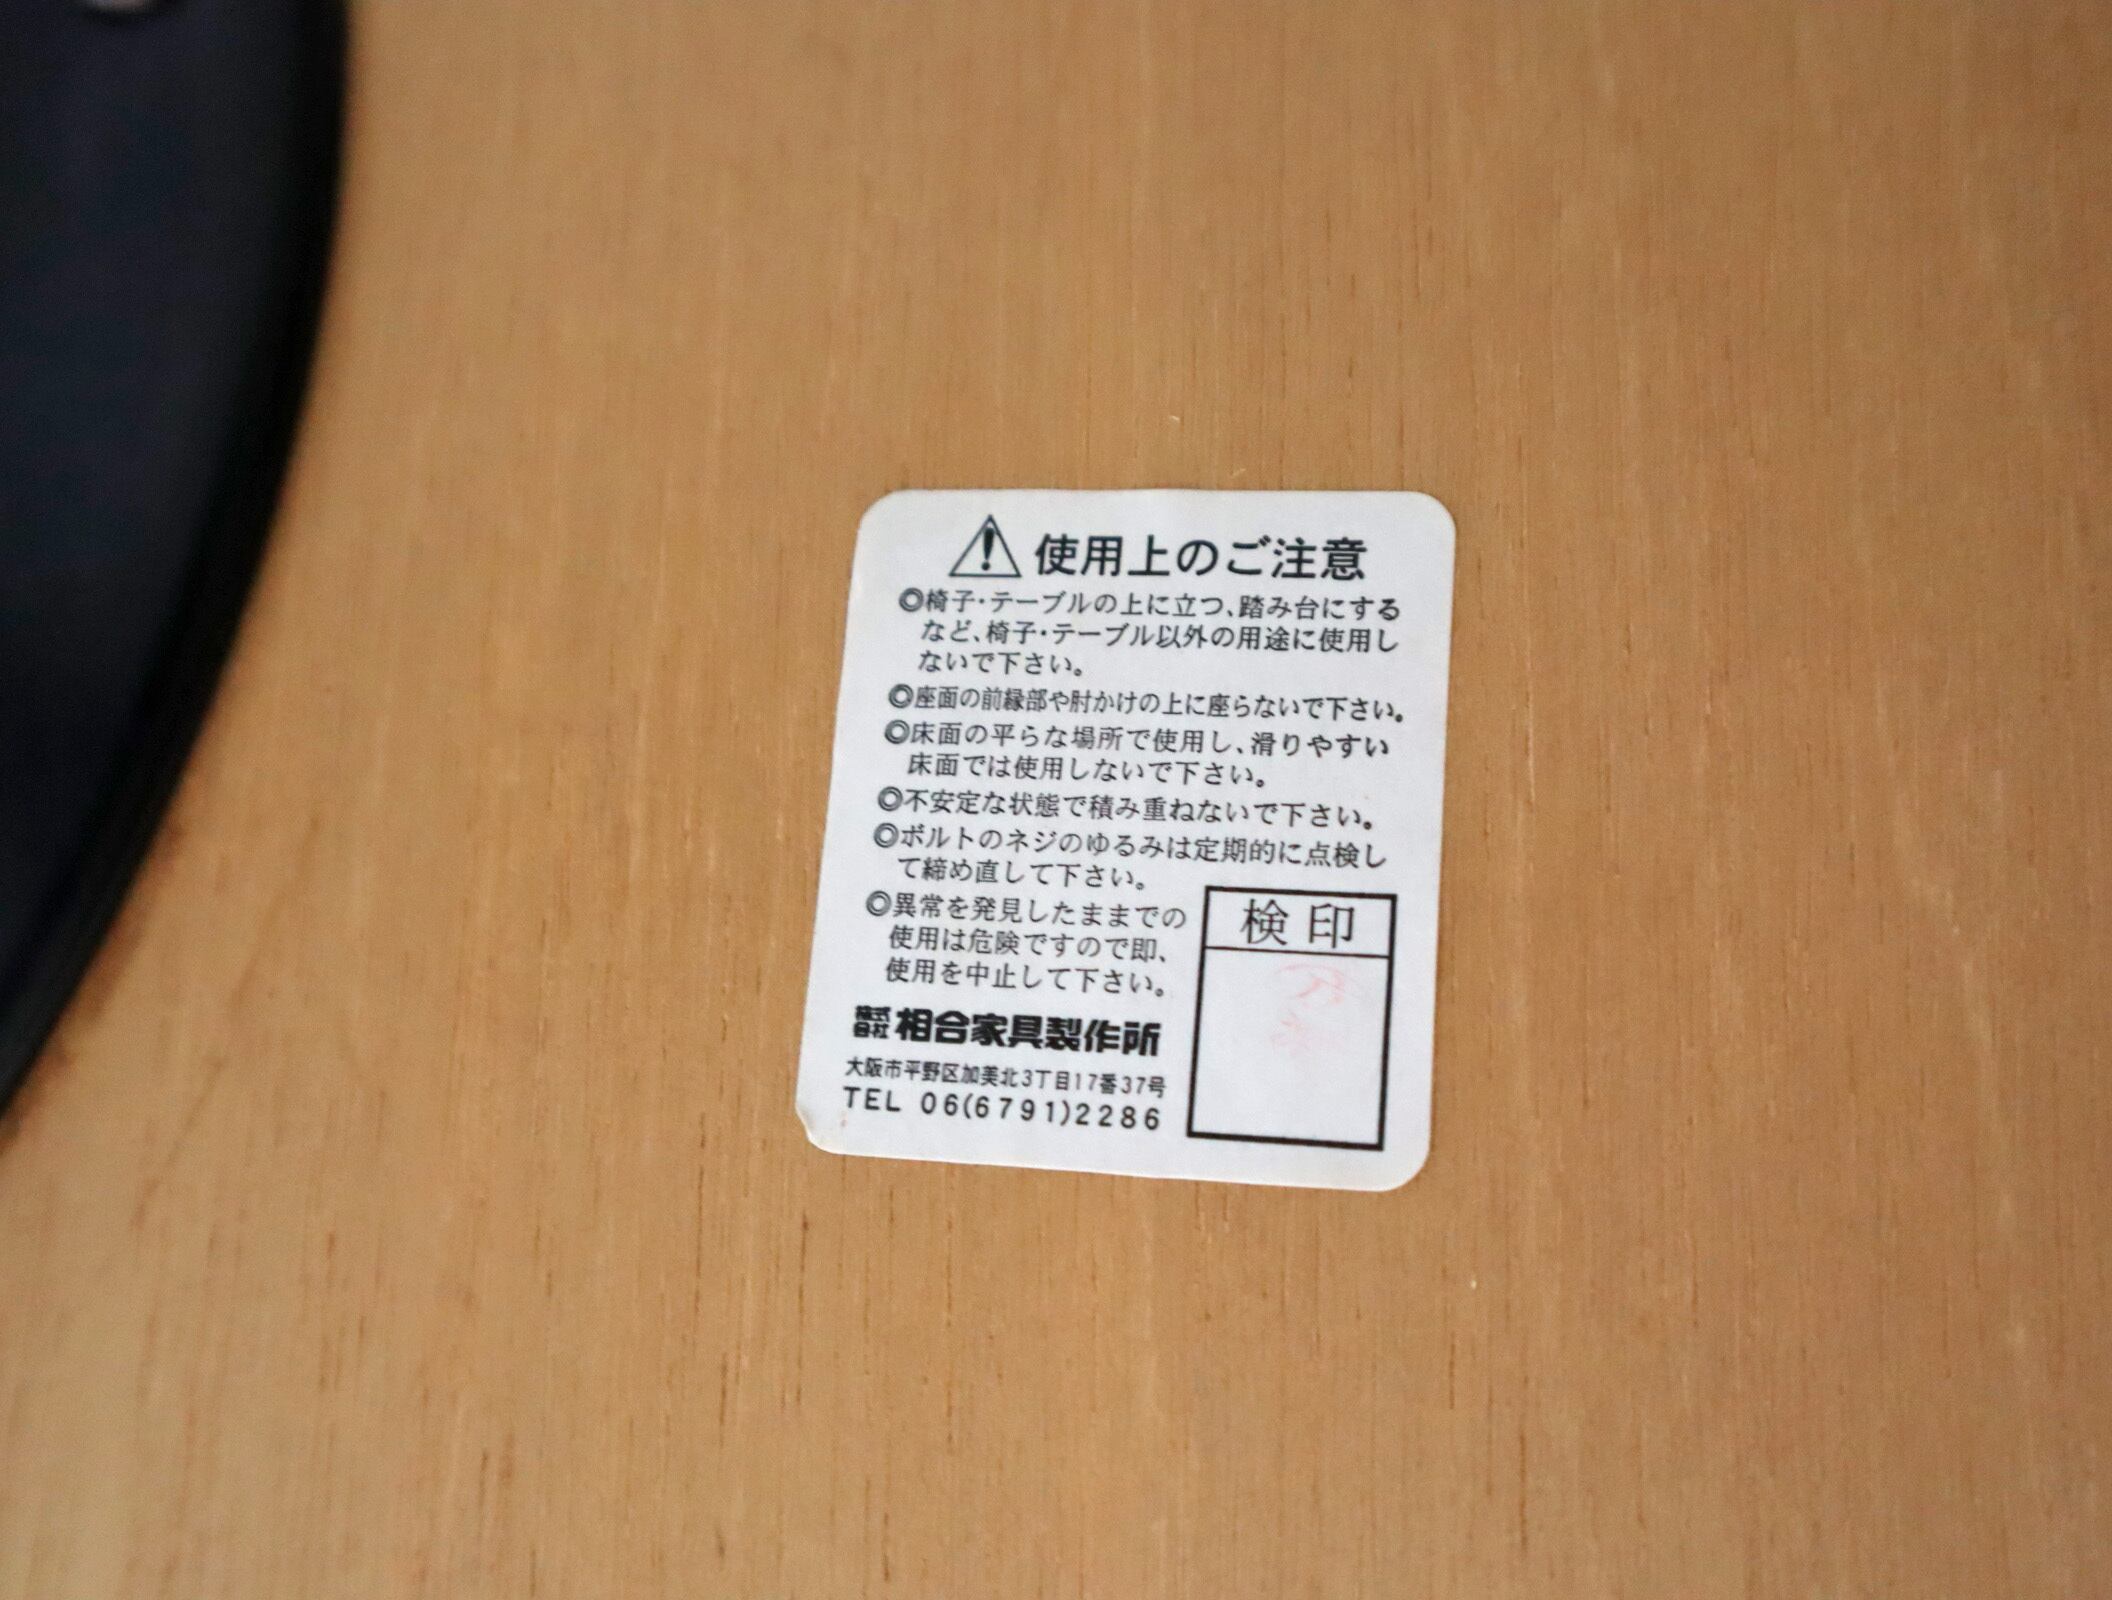 使用上のご注意
◎椅子・テーブルの上に立つ、踏み台にする
など、椅子・テーブル以外の用途に使用し
ないで下さい。
◎座面の前縁部や肘かけの上に座らないで下さい。
◎床面の平らな場所で使用し、滑りやすい
床面では使用しないで下さい。
◎不安定な状態で積み重ねないで下さい。
◎ボルトのネジのゆるみは定期的に点検し
て締め直して下さい。
◎異常を発見したままでの
使用は危険ですので即、
使用を中止して下さい。
検印
株式会社 相合家具製作所
大阪市平野区加美北3丁目17番37号
TEL 06(6791)2286